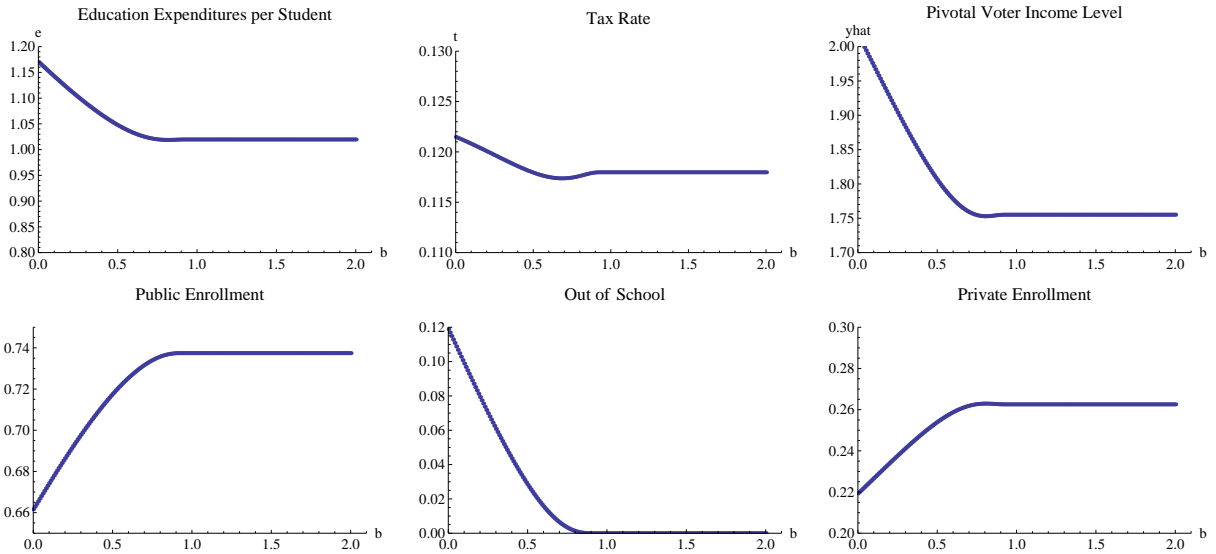 Education Expenditures per Student
e
1.20
1.15
1.10
1.05
1.00
0.95
0.90
0.85
0.80
0.0 0.5 1.0 1.5 2.0 b
Tax Rate
t
0.130
0.125
0.120
0.115
0.110
0.0 0.5 1.0 1.5 2.0 b
Pivotal Voter Income Level
yhat
2.00
1.95
1.90
1.85
1.80
1.75
1.70
0.0 0.5 1.0 1.5 2.0 b
Public Enrollment
0.74
0.72
0.70
0.68
0.66
0.0 0.5 1.0 1.5 2.0 b
Out of School
0.12
0.10
0.08
0.06
0.04
0.02
0.00
0.0 0.5 1.0 1.5 2.0 b
Private Enrollment
0.30
0.28
0.26
0.24
0.22
0.20
0.0 0.5 1.0 1.5 2.0 b